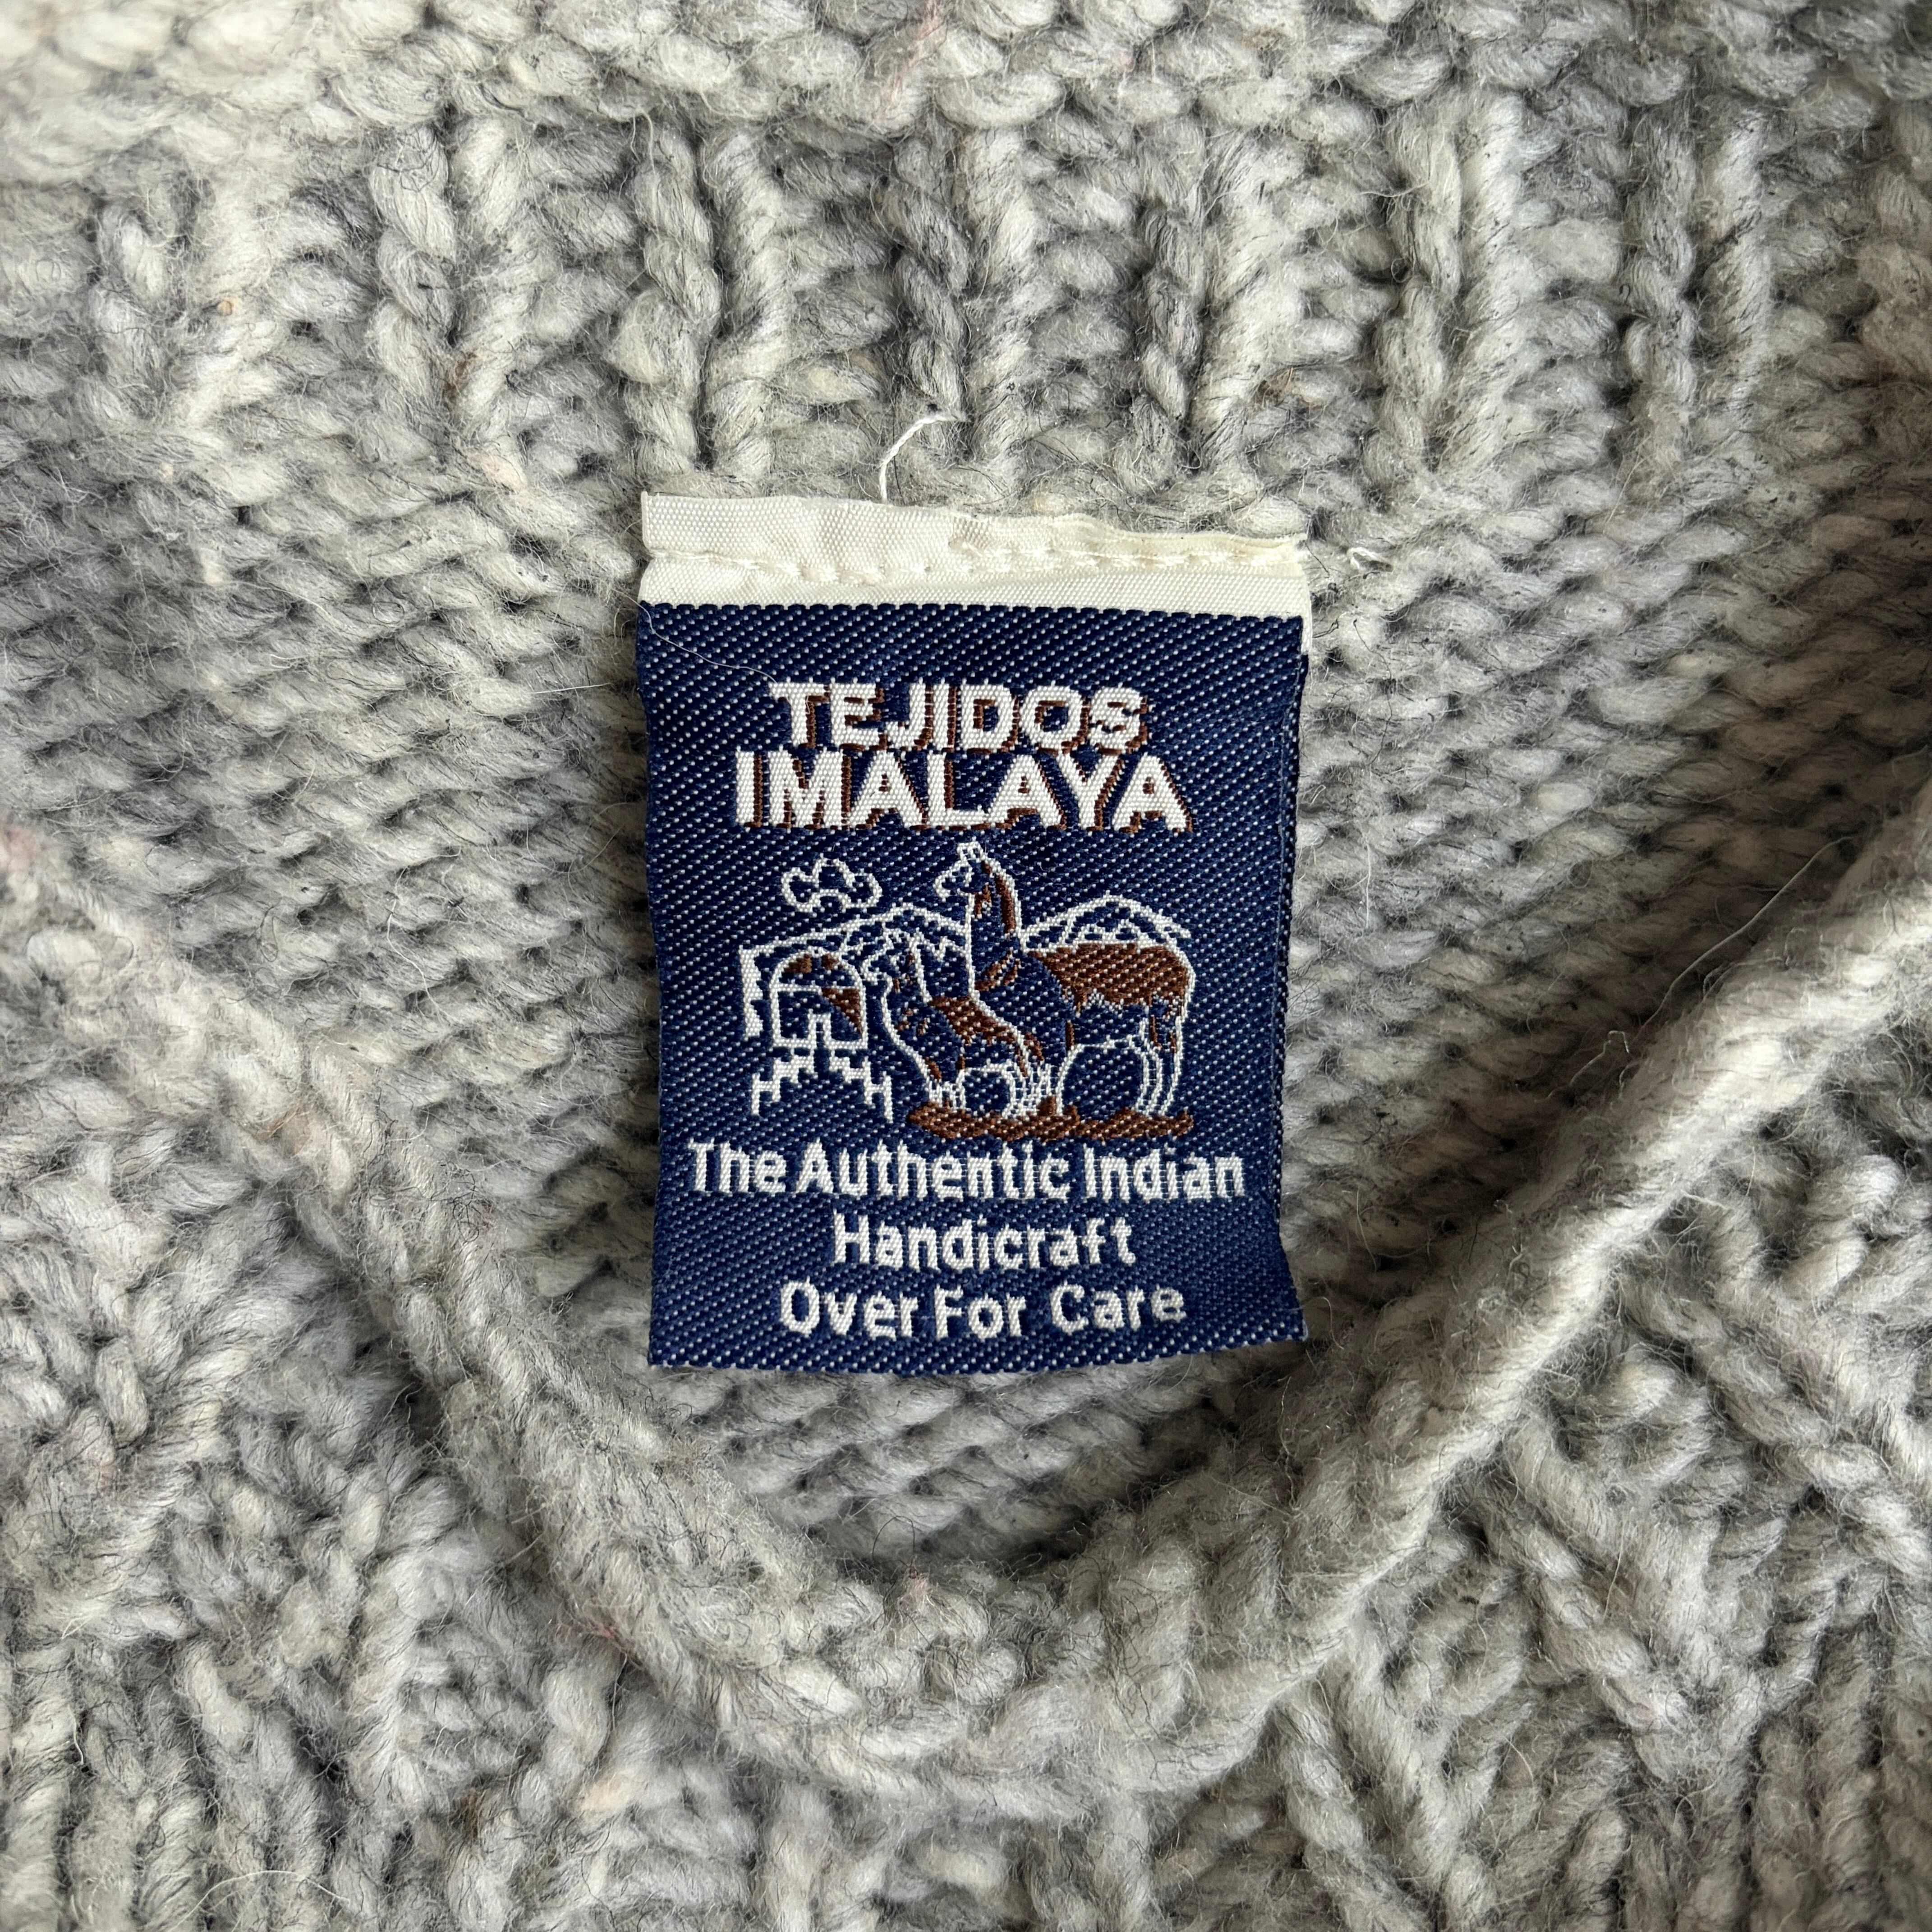 TEJIDOS
IMALAYA
The Authentic Indian
Handicraft
Over For Care